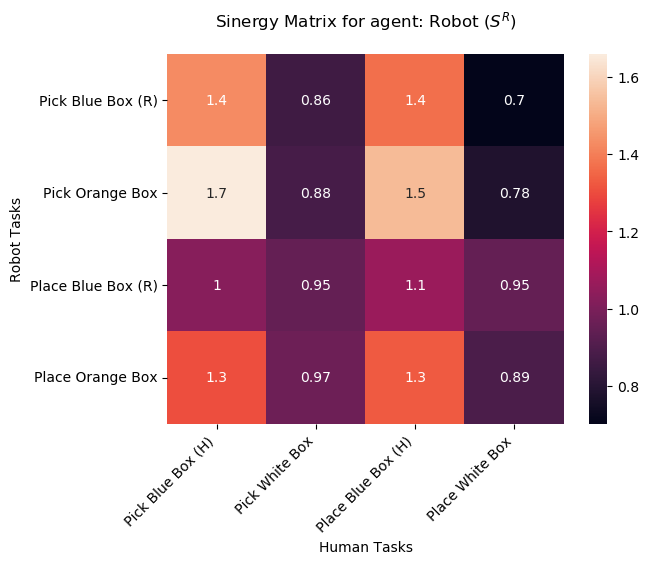 Sinergy Matrix for agent: Robot (S^R)
Pick Blue Box (R) 1.4 0.86 1.4 0.7
Pick Orange Box 1.7 0.88 1.5 0.78
Place Blue Box (R) 1 0.95 1.1 0.95
Place Orange Box 1.3 0.97 1.3 0.89
Robot Tasks
Pick Blue Box (H)
Pick White Box
Place Blue Box (H)
Place White Box
Human Tasks
1.6
1.4
1.2
1.0
0.8